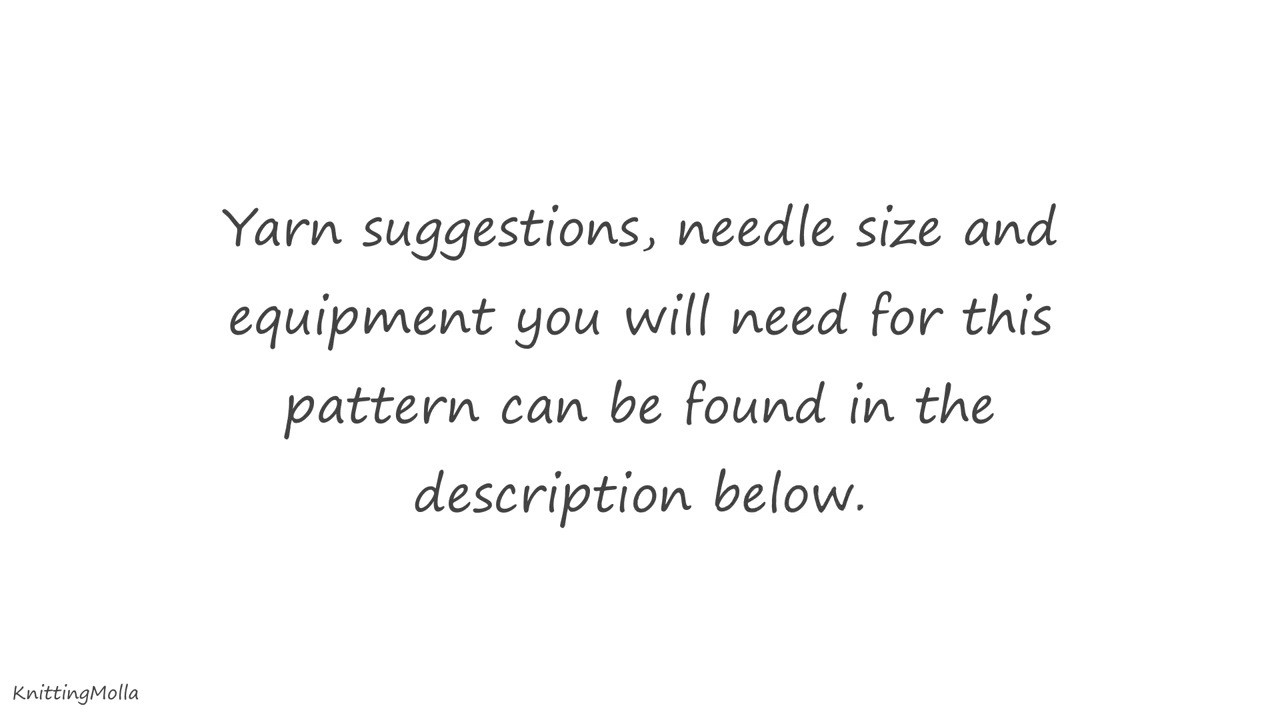 Yarn suggestions, needle size and
equipment you will need for this
pattern can be found in the
description below.
KnittingMolla